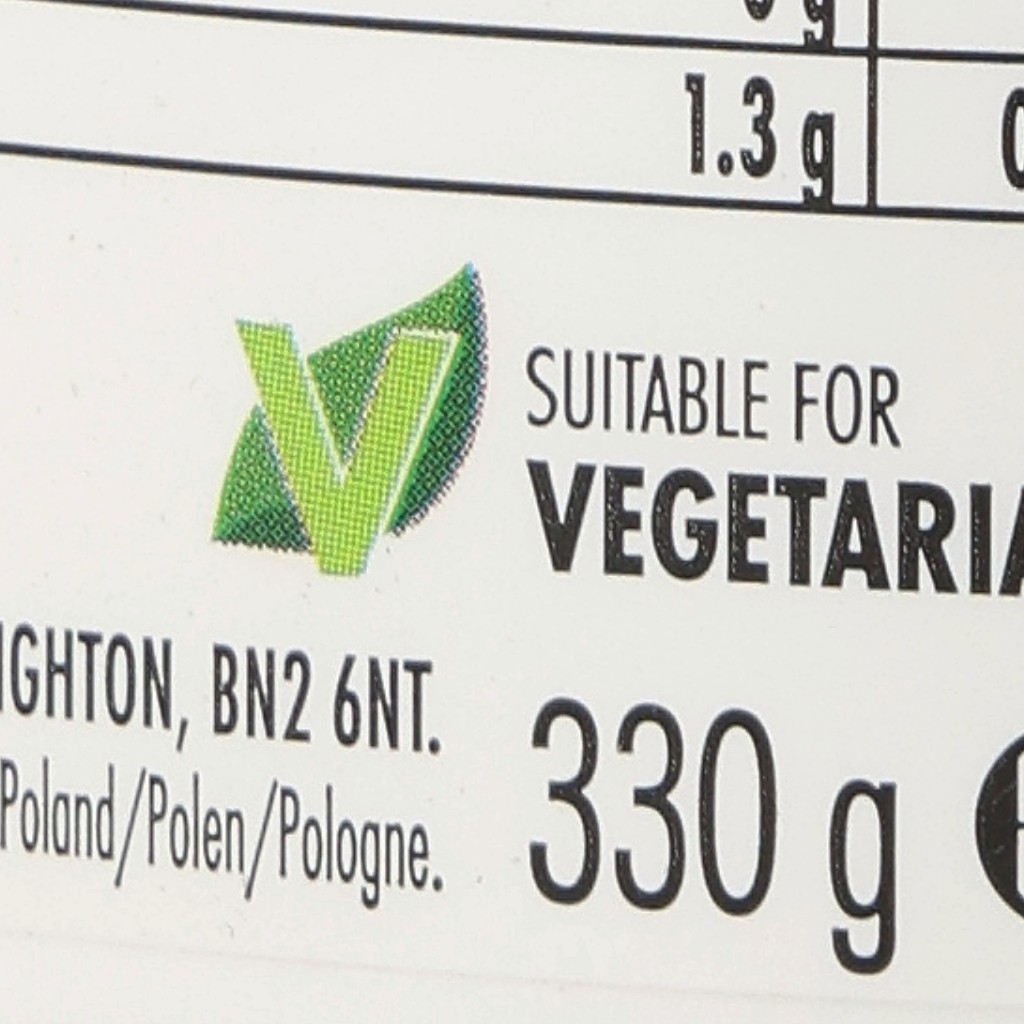 1.3 g
V
SUITABLE FOR
VEGETARIA
IGHTON, BN2 6NT.
Poland/Polen/Pologne.
330 g